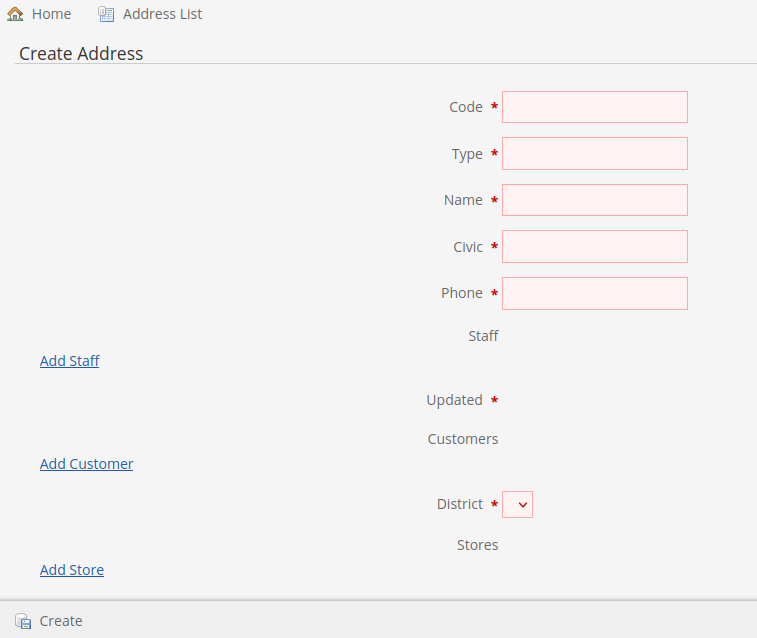 Home Address List
Create Address
Code *
Type *
Name *
Civic *
Phone *
Staff
Add Staff
Updated *
Customers
Add Customer
District *
Stores
Add Store
Create